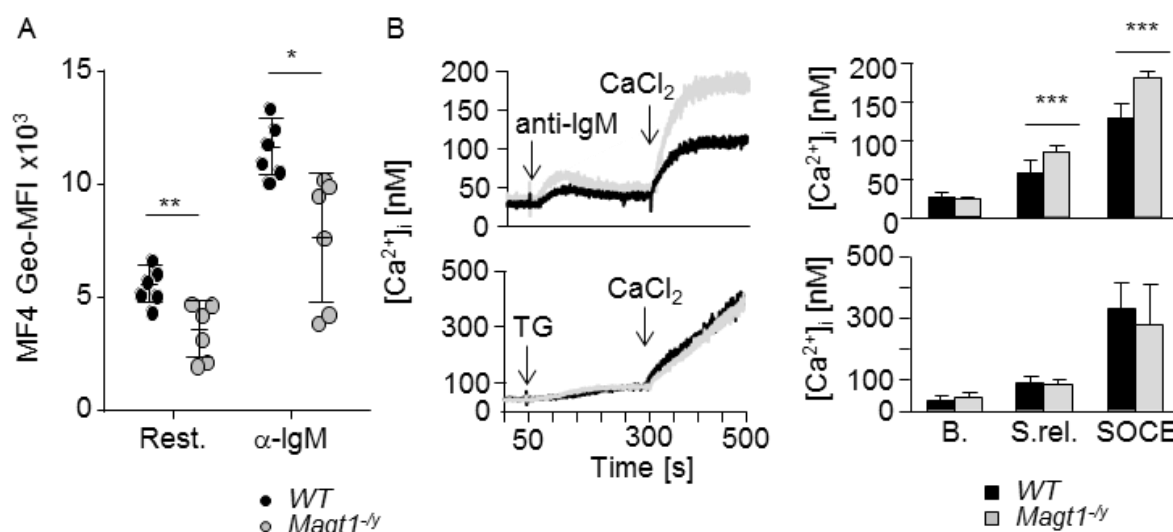 A
MF4 Geo-MFI x10³
15
10
5
0
**
*
Rest.
α-IgM
WT
Magt1-/y
B
[Ca²⁺]ᵢ [nM]
200
150
100
50
0
anti-IgM
CaCl₂
500
400
300
100
0
TG
CaCl₂
50
300
500
Time [s]
[Ca²⁺]ᵢ [nM]
200
150
100
50
0
***
***
[Ca²⁺]ᵢ [nM]
500
300
100
0
B.
S.rel.
SOCE
WT
Magt1-/y